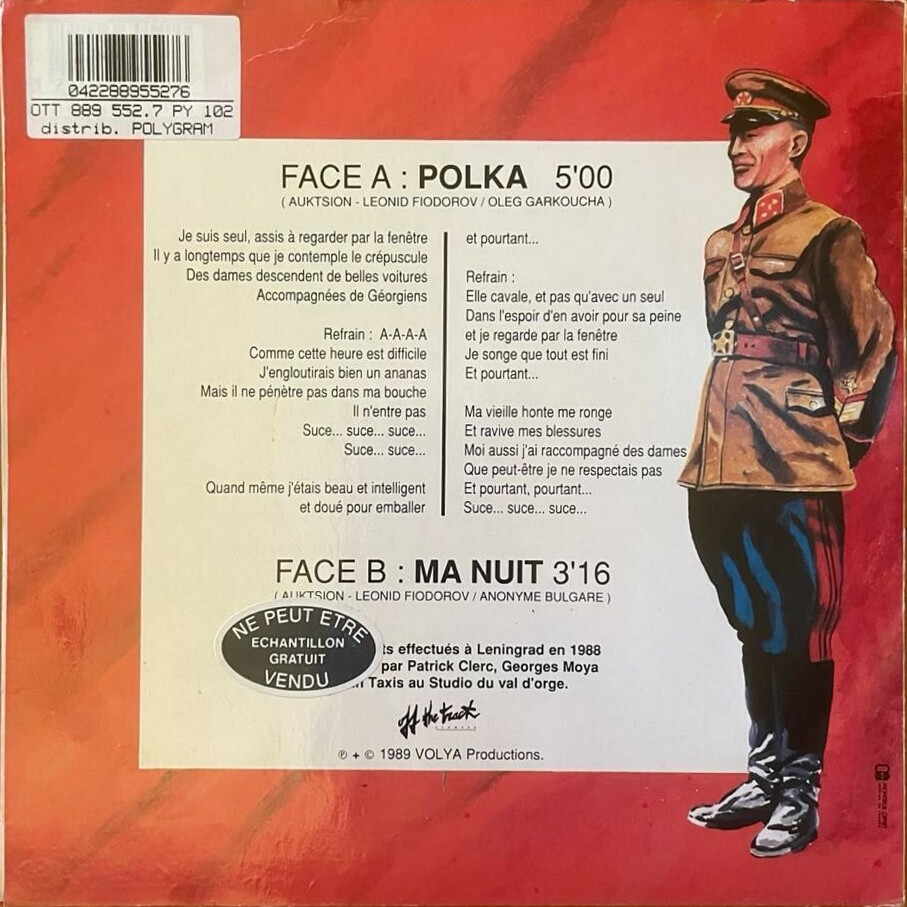 042288955276
OTT 889 552.7 PY 102
distrib. POLYGRAM
FACE A : POLKA 5'00
( AUKTSION - LEONID FIODOROV / OLEG GARKOUCHA )
Je suis seul, assis à regarder par la fenêtre
Il y a longtemps que je contemple le crépuscule
Des dames descendent de belles voitures
Accompagnées de Géorgiens
Refrain : A-A-A-A
Comme cette heure est difficile
J'engloutirais bien un ananas
Mais il ne pénètre pas dans ma bouche
Il n'entre pas
Suce... suce... suce...
Suce... suce...
Quand même j'étais beau et intelligent
et doué pour emballer
et pourtant...
Refrain :
Elle cavale, et pas qu'avec un seul
Dans l'espoir d'en avoir pour sa peine
et je regarde par la fenêtre
Je songe que tout est fini
Et pourtant...
Ma vieille honte me ronge
Et ravive mes blessures
Moi aussi j'ai raccompagné des dames
Que peut-être je ne respectais pas
Et pourtant, pourtant...
Suce... suce... suce...
FACE B : MA NUIT 3'16
( AUKTSION - LEONID FIODOROV / ANONYME BULGARE )
NE PEUT ETRE
ECHANTILLON
GRATUIT
VENDU
ts effectués à Leningrad en 1988
par Patrick Clerc, Georges Moya
Taxis au Studio du val d'orge.
off the track
℗ + © 1989 VOLYA Productions.